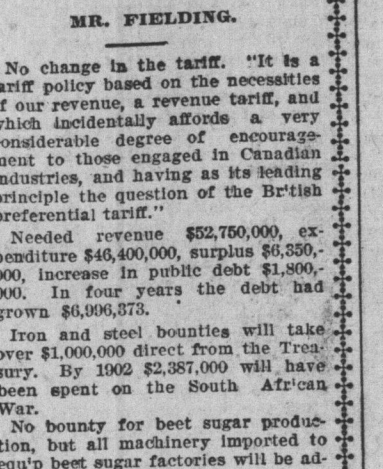 MR. FIELDING.
No change in the tariff. "It is a
ariff policy based on the necessities
f our revenue, a revenue tariff, and
vhich incidentally affords a very
onsiderable degree of encourage-
nent to those engaged in Canadian
ndustries, and having as its leading
principle the question of the British
preferential tariff."
Needed revenue $52,750,000, ex-
penditure $46,400,000, surplus $6,350,-
000, increase in public debt $1,800,-
000. In four years the debt had
grown $6,996,373.
Iron and steel bounties will take
over $1,000,000 direct from the Trea-
sury. By 1902 $2,387,000 will have
been spent on the South African
War.
No bounty for beet sugar produc-
tion, but all machinery imported to
equip beet sugar factories will be ad-